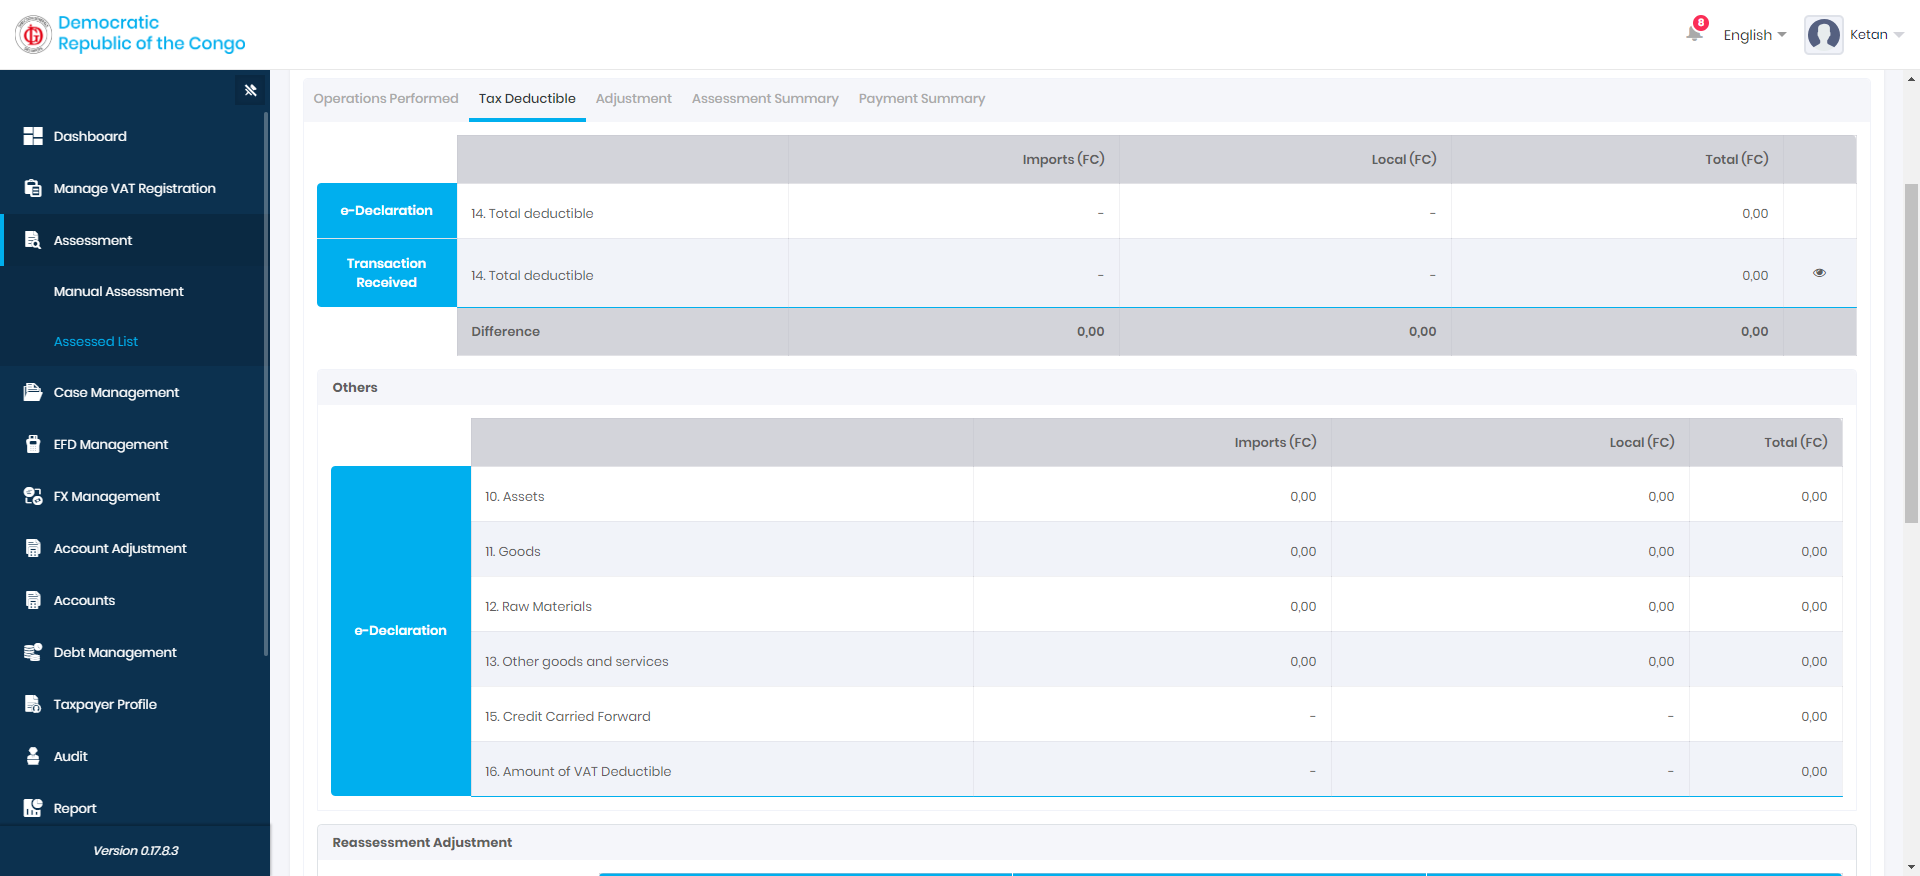 Democratic
Republic of the Congo
8
English
Ketan
Dashboard
Manage VAT Registration
Assessment
Manual Assessment
Assessed List
Case Management
EFD Management
FX Management
Account Adjustment
Accounts
Debt Management
Taxpayer Profile
Audit
Report
Version 0.17.8.3
Operations Performed Tax Deductible Adjustment Assessment Summary Payment Summary
Imports (FC) Local (FC) Total (FC)
e-Declaration 14. Total deductible - - 0,00
Transaction
Received 14. Total deductible - - 0,00
Difference 0,00 0,00 0,00
Others
Imports (FC) Local (FC) Total (FC)
e-Declaration
10. Assets 0,00 0,00 0,00
11. Goods 0,00 0,00 0,00
12. Raw Materials 0,00 0,00 0,00
13. Other goods and services 0,00 0,00 0,00
15. Credit Carried Forward - - 0,00
16. Amount of VAT Deductible - - 0,00
Reassessment Adjustment